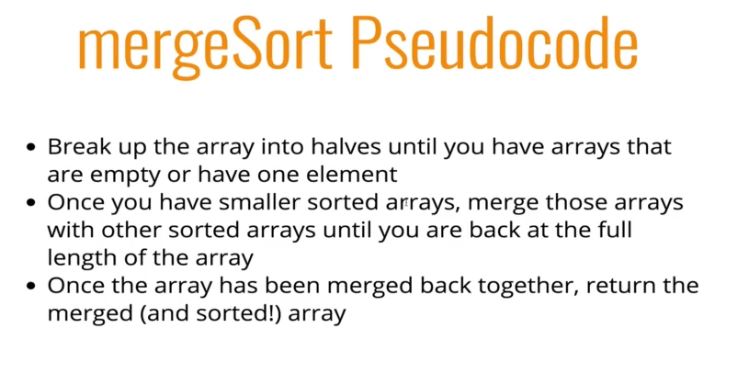 mergeSort Pseudocode
• Break up the array into halves until you have arrays that
are empty or have one element
• Once you have smaller sorted arrays, merge those arrays
with other sorted arrays until you are back at the full
length of the array
• Once the array has been merged back together, return the
merged (and sorted!) array